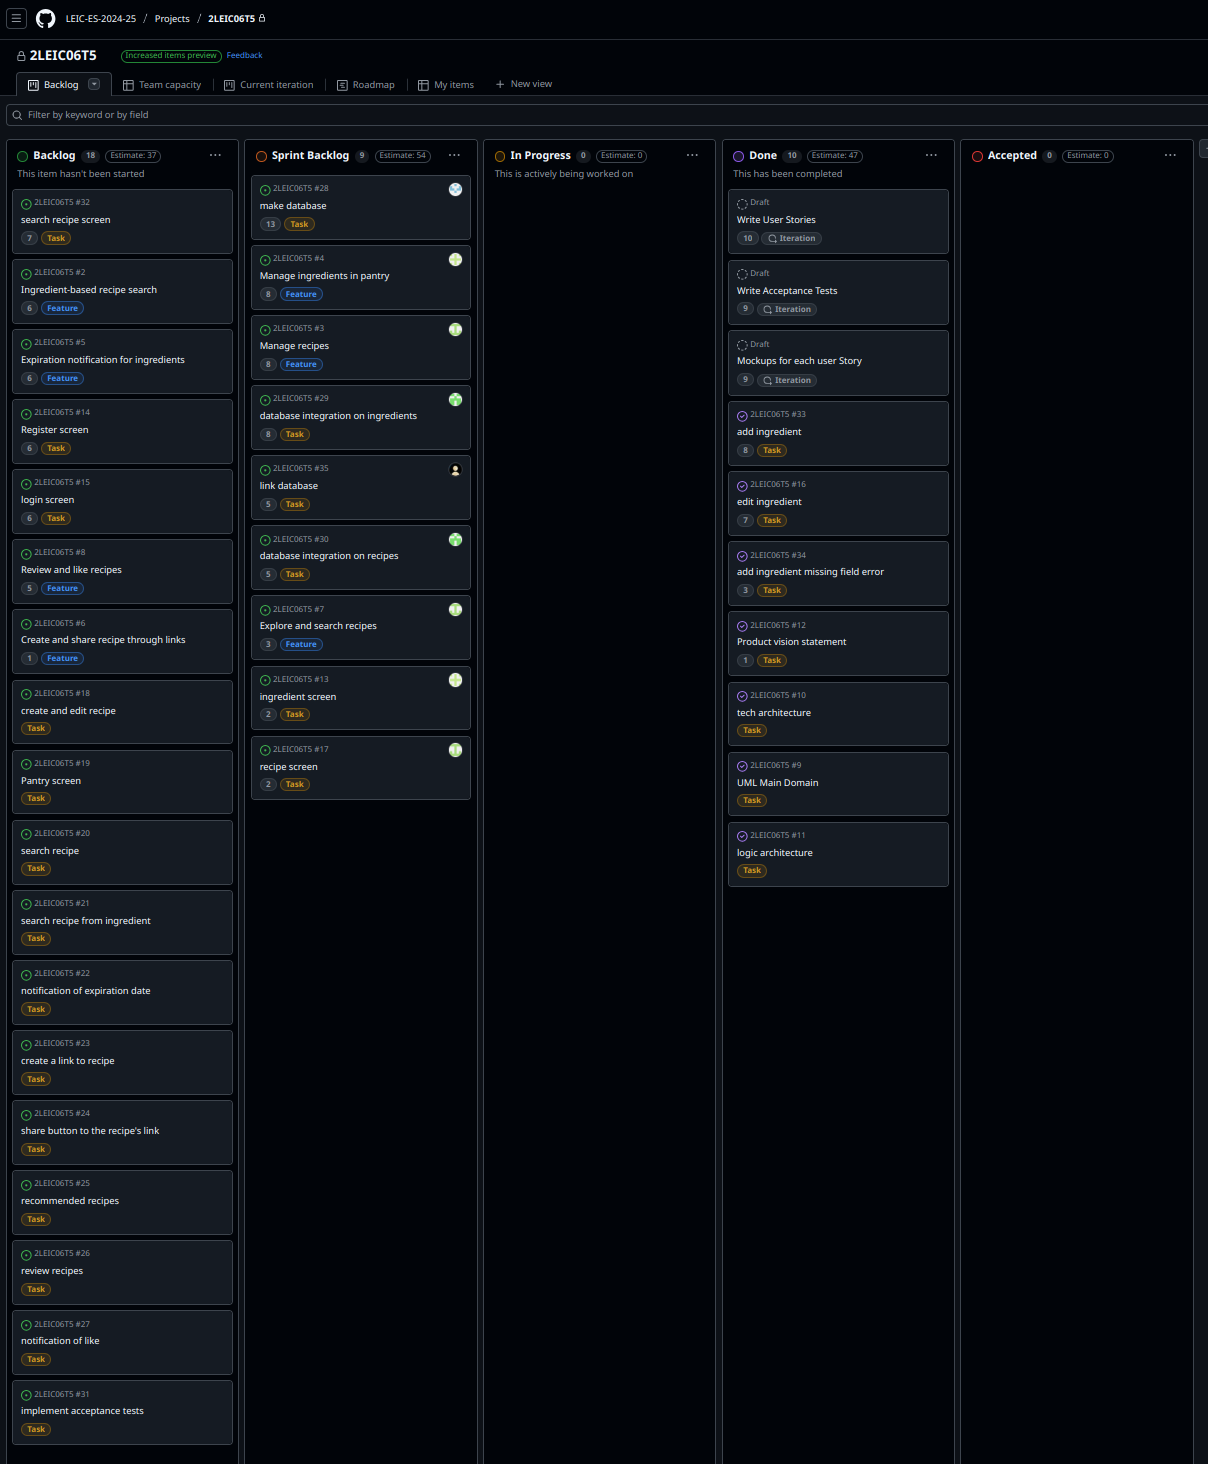 LEIC-ES-2024-25 / Projects / 2LEIC06T5
2LEIC06T5 Increased items preview Feedback
Backlog Team capacity Current iteration Roadmap My items + New view
Filter by keyword or by field
Backlog 18 Estimate: 37
This item hasn't been started
2LEIC06T5 #32
search recipe screen
7 Task
2LEIC06T5 #2
Ingredient-based recipe search
6 Feature
2LEIC06T5 #5
Expiration notification for ingredients
6 Feature
2LEIC06T5 #14
Register screen
6 Task
2LEIC06T5 #15
login screen
6 Task
2LEIC06T5 #8
Review and like recipes
5 Feature
2LEIC06T5 #6
Create and share recipe through links
1 Feature
2LEIC06T5 #18
create and edit recipe
Task
2LEIC06T5 #19
Pantry screen
Task
2LEIC06T5 #20
search recipe
Task
2LEIC06T5 #21
search recipe from ingredient
Task
2LEIC06T5 #22
notification of expiration date
Task
2LEIC06T5 #23
create a link to recipe
Task
2LEIC06T5 #24
share button to the recipe's link
Task
2LEIC06T5 #25
recommended recipes
Task
2LEIC06T5 #26
review recipes
Task
2LEIC06T5 #27
notification of like
Task
2LEIC06T5 #31
implement acceptance tests
Task
Sprint Backlog 9 Estimate: 54
2LEIC06T5 #28
make database
13 Task
2LEIC06T5 #4
Manage ingredients in pantry
8 Feature
2LEIC06T5 #3
Manage recipes
8 Feature
2LEIC06T5 #29
database integration on ingredients
8 Task
2LEIC06T5 #35
link database
5 Task
2LEIC06T5 #30
database integration on recipes
5 Task
2LEIC06T5 #7
Explore and search recipes
3 Feature
2LEIC06T5 #13
ingredient screen
2 Task
2LEIC06T5 #17
recipe screen
2 Task
In Progress 0 Estimate: 0
This is actively being worked on
Done 10 Estimate: 47
This has been completed
Draft
Write User Stories
10 Iteration
Draft
Write Acceptance Tests
9 Iteration
Draft
Mockups for each user Story
9 Iteration
2LEIC06T5 #33
add ingredient
8 Task
2LEIC06T5 #16
edit ingredient
7 Task
2LEIC06T5 #34
add ingredient missing field error
3 Task
2LEIC06T5 #12
Product vision statement
1 Task
2LEIC06T5 #10
tech architecture
Task
2LEIC06T5 #9
UML Main Domain
Task
2LEIC06T5 #11
logic architecture
Task
Accepted 0 Estimate: 0